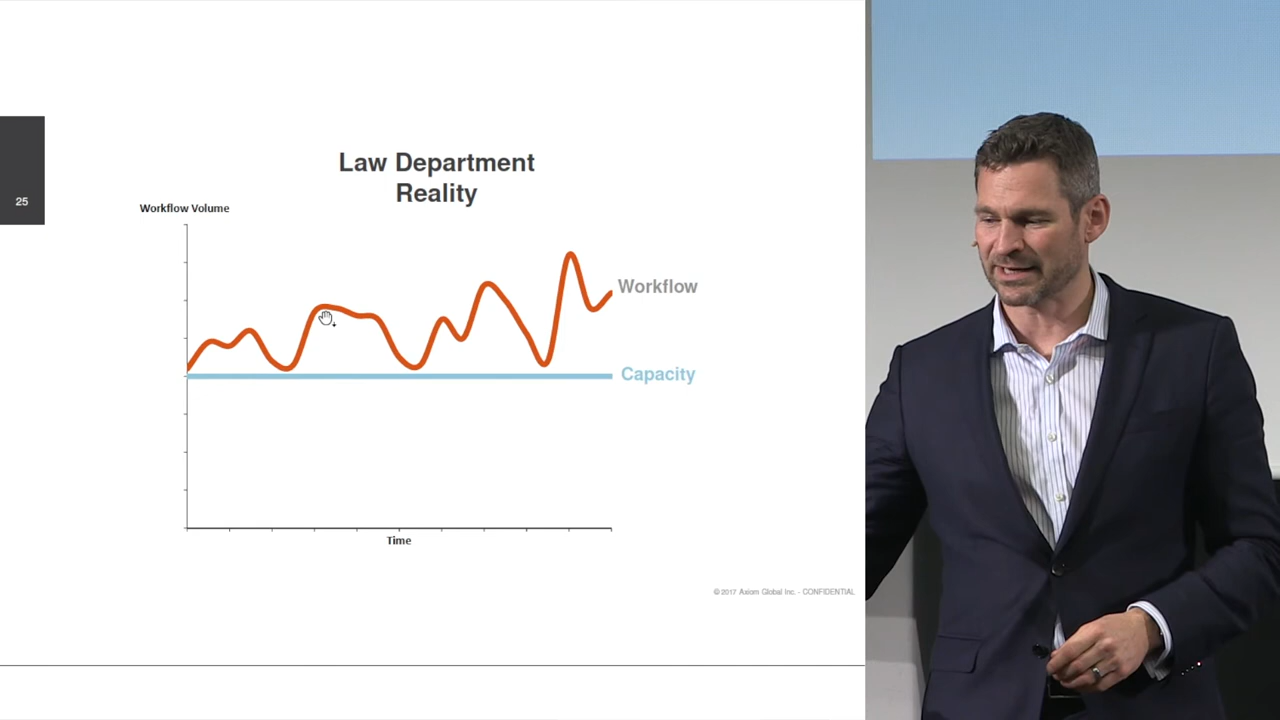 Law Department
Reality
25
Workflow Volume
Workflow
Capacity
Time
© 2017 Axiom Global Inc. - CONFIDENTIAL